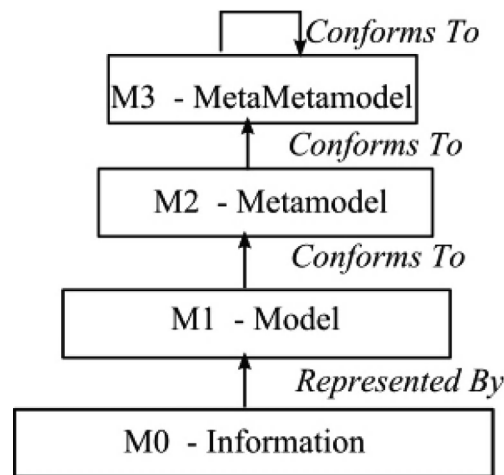 Conforms To
M3 - MetaMetamodel
Conforms To
M2 - Metamodel
Conforms To
M1 - Model
Represented By
M0 - Information